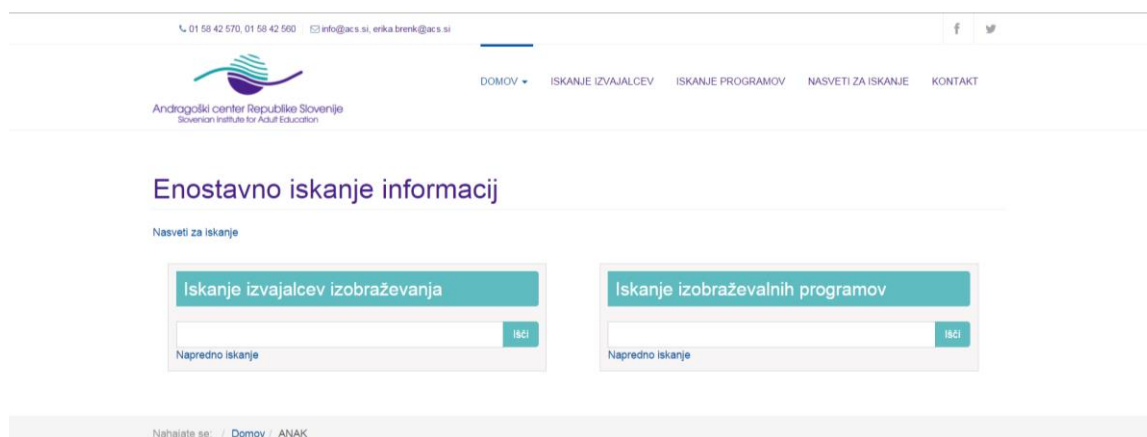 01 58 42 570, 01 58 42 560 info@acs.si, erika.brenk@acs.si
DOMOV ISKANJE IZVAJALCEV ISKANJE PROGRAMOV NASVETI ZA ISKANJE KONTAKT
Andragoški center Republike Slovenije
Slovenian Institute for Adult Education
Enostavno iskanje informacij
Nasveti za iskanje
Iskanje izvajalcev izobraževanja
Išči
Napredno iskanje
Iskanje izobraževalnih programov
Išči
Napredno iskanje
Nahajate se: / Domov / ANAK